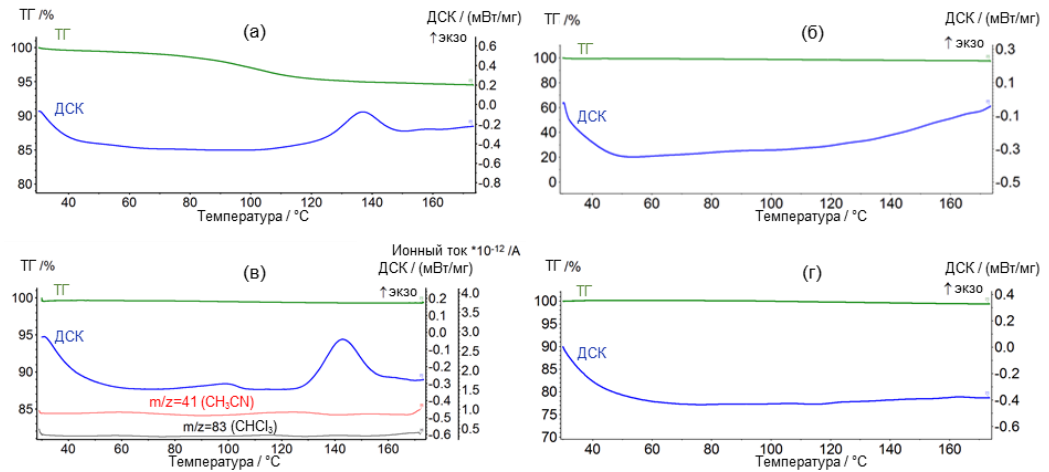 ТГ /%
(а)
ДСК / (мВт/мг)
↑ экзо
ТГ
ДСК
100
95
90
85
80
0.6
0.4
0.2
0.0
-0.2
-0.4
-0.6
-0.8
40 60 80 100 120 140 160
Температура / °C
ТГ /%
(б)
ДСК / (мВт/мг)
↑ экзо
ТГ
ДСК
100
80
60
40
20
0
0.3
0.1
-0.1
-0.3
-0.5
40 60 80 100 120 140 160
Температура / °C
Ионный ток *10⁻¹² /А
ТГ /%
(в)
ДСК / (мВт/мг)
↑ экзо
ТГ
ДСК
m/z=41 (CH₃CN)
m/z=83 (CHCl₃)
100
95
90
85
0.2
0.1
0.0
-0.1
-0.2
-0.3
-0.4
-0.5
-0.6
4.0
3.5
3.0
2.5
2.0
1.5
1.0
0.5
40 60 80 100 120 140 160
Температура / °C
ТГ /%
(г)
ДСК / (мВт/мг)
↑ экзо
ТГ
ДСК
100
95
90
85
80
75
70
0.4
0.2
0.0
-0.2
-0.4
-0.6
40 60 80 100 120 140 160
Температура / °C